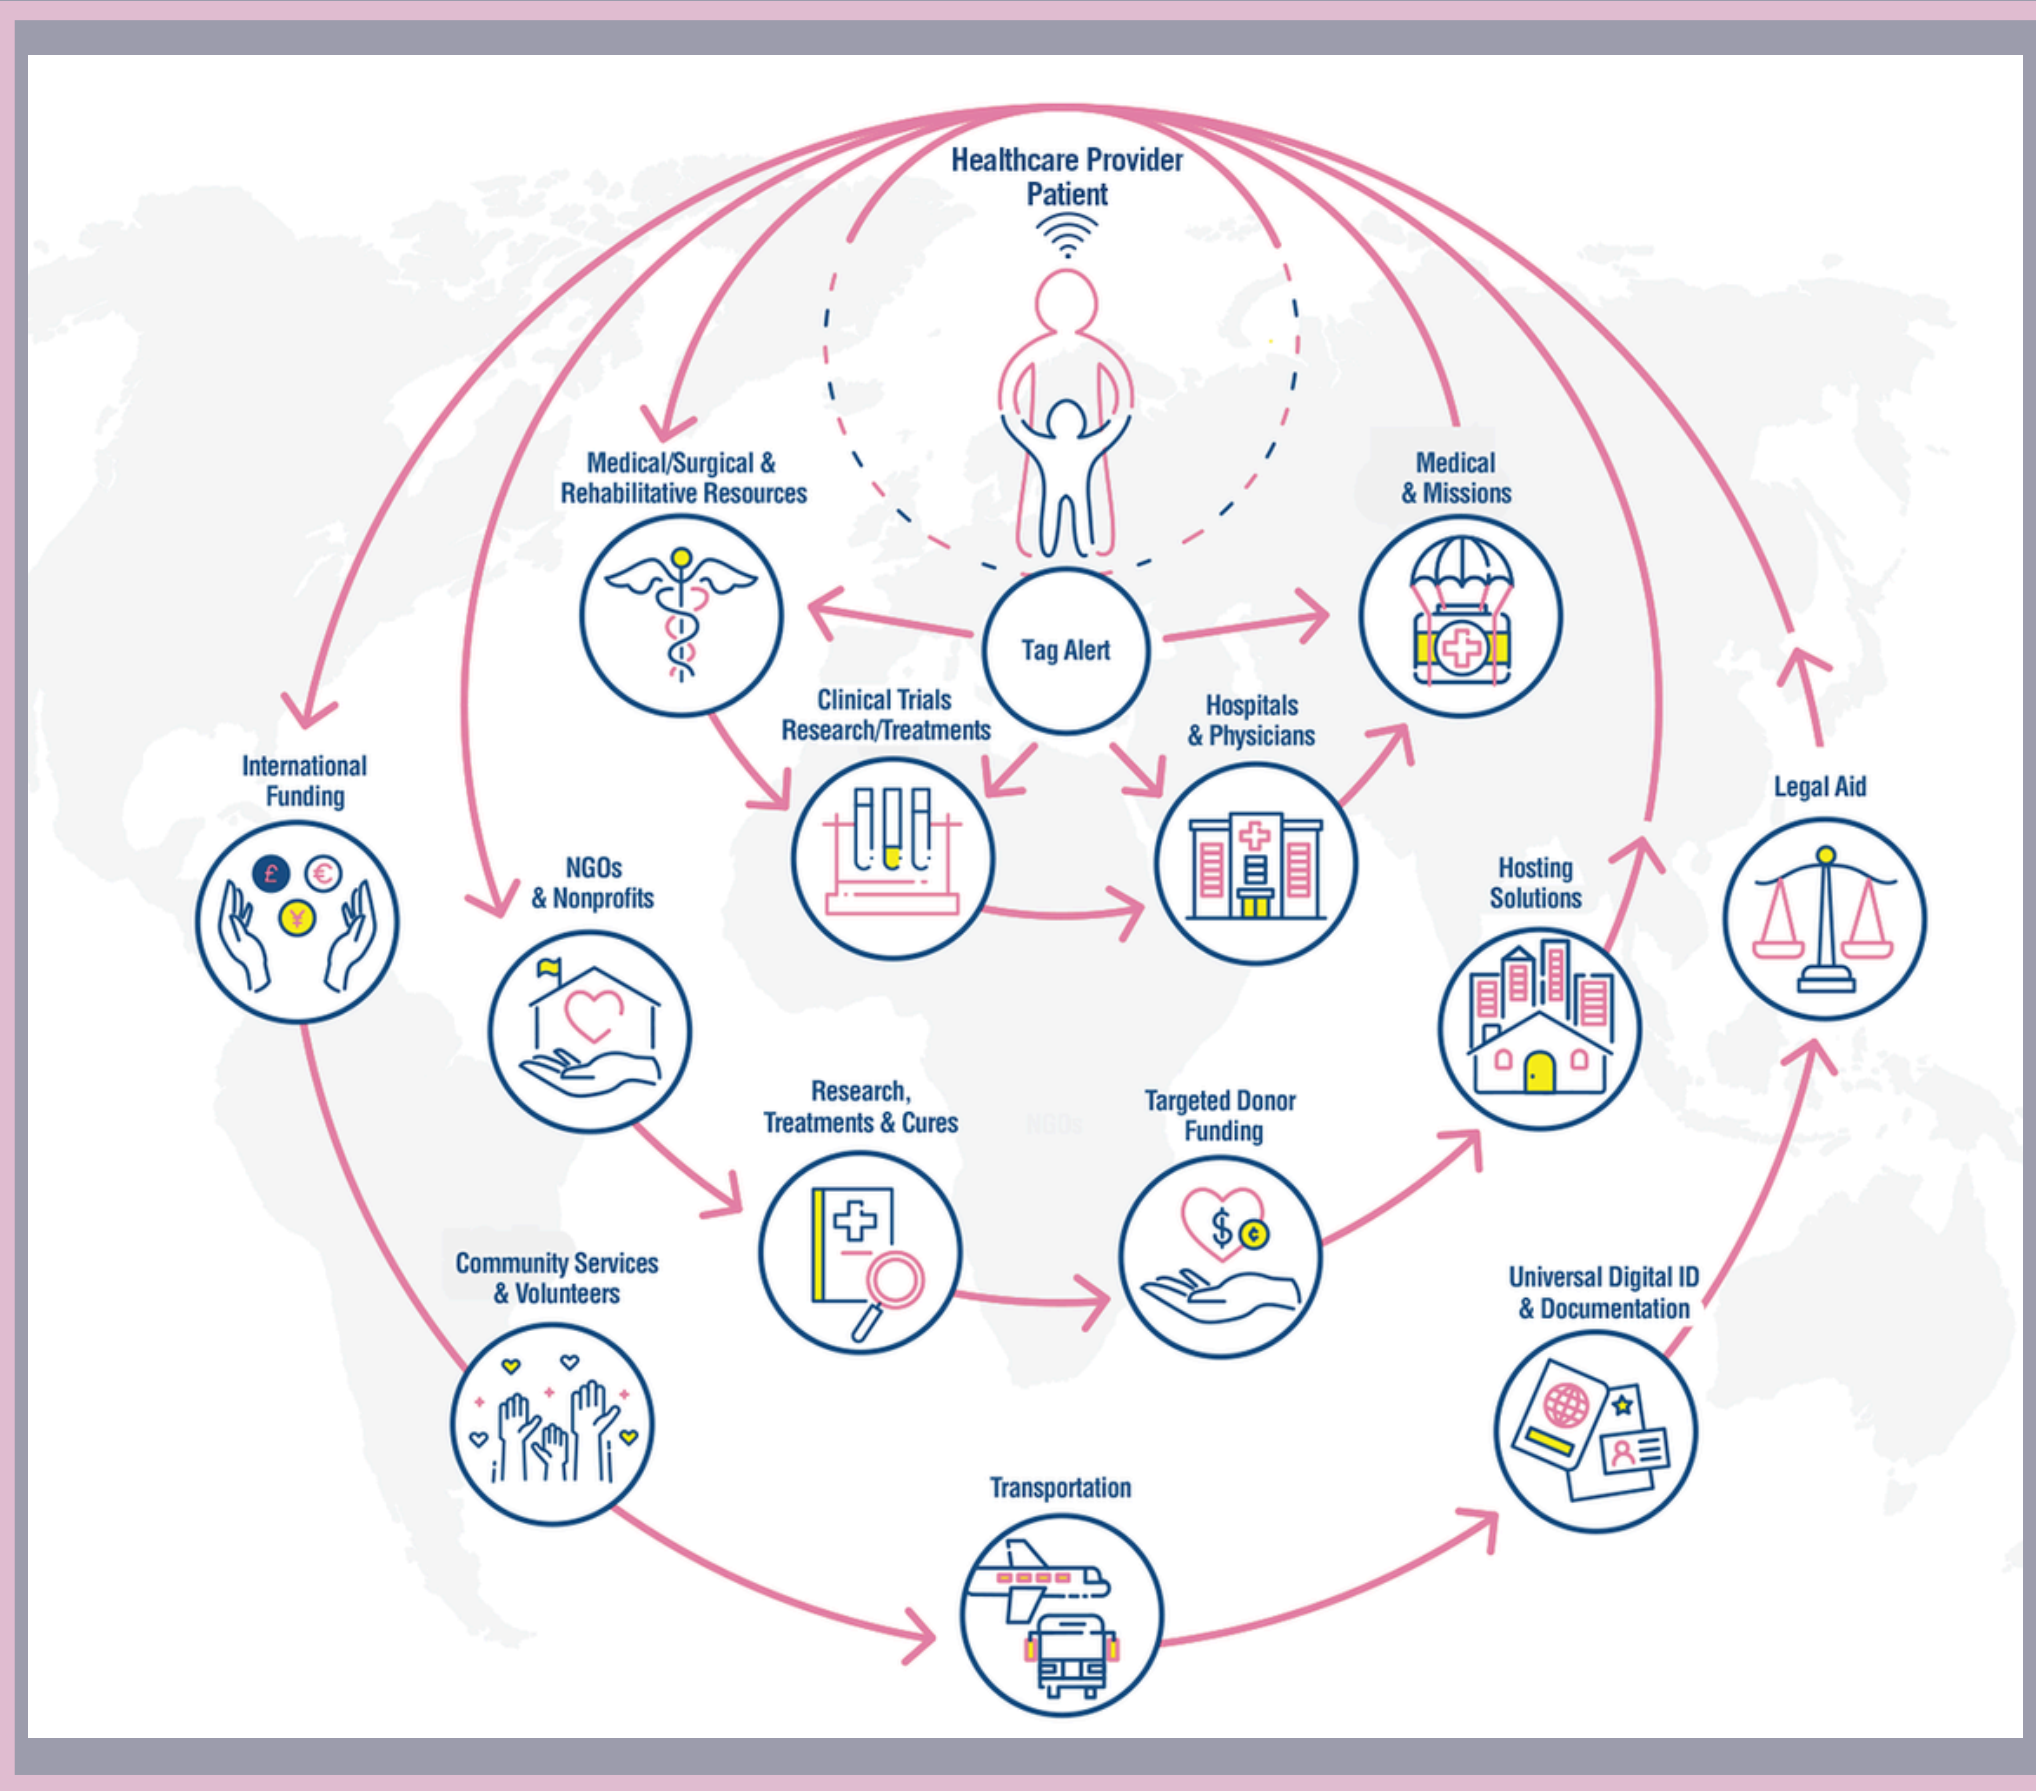 Healthcare Provider
Patient
Medical/Surgical &
Rehabilitative Resources
Medical
& Missions
Tag Alert
Clinical Trials
Research/Treatments
Hospitals
& Physicians
International
Funding
Legal Aid
£
€
¥
NGOs
& Nonprofits
Hosting
Solutions
Research,
Treatments & Cures
NGOs
Targeted Donor
Funding
$
¢
Community Services
& Volunteers
Universal Digital ID
& Documentation
Transportation